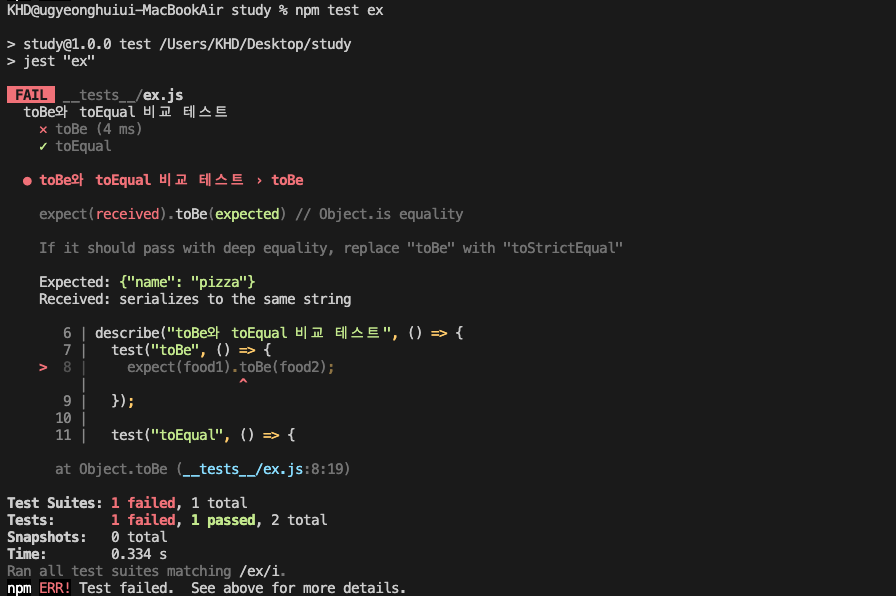 KHD@ugyeonghuiui-MacBookAir study % npm test ex
> study@1.0.0 test /Users/KHD/Desktop/study
> jest "ex"
FAIL __tests__/ex.js
toBe와 toEqual 비교 테스트
✕ toBe (4 ms)
✓ toEqual
● toBe와 toEqual 비교 테스트 › toBe
expect(received).toBe(expected) // Object.is equality
If it should pass with deep equality, replace "toBe" with "toStrictEqual"
Expected: {"name": "pizza"}
Received: serializes to the same string
6 | describe("toBe와 toEqual 비교 테스트", () => {
7 |   test("toBe", () => {
> 8 |     expect(food1).toBe(food2);
|                   ^
9 |   });
10 |
11 |   test("toEqual", () => {
at Object.toBe (__tests__/ex.js:8:19)
Test Suites: 1 failed, 1 total
Tests:       1 failed, 1 passed, 2 total
Snapshots:   0 total
Time:        0.334 s
Ran all test suites matching /ex/i.
npm ERR! Test failed.  See above for more details.